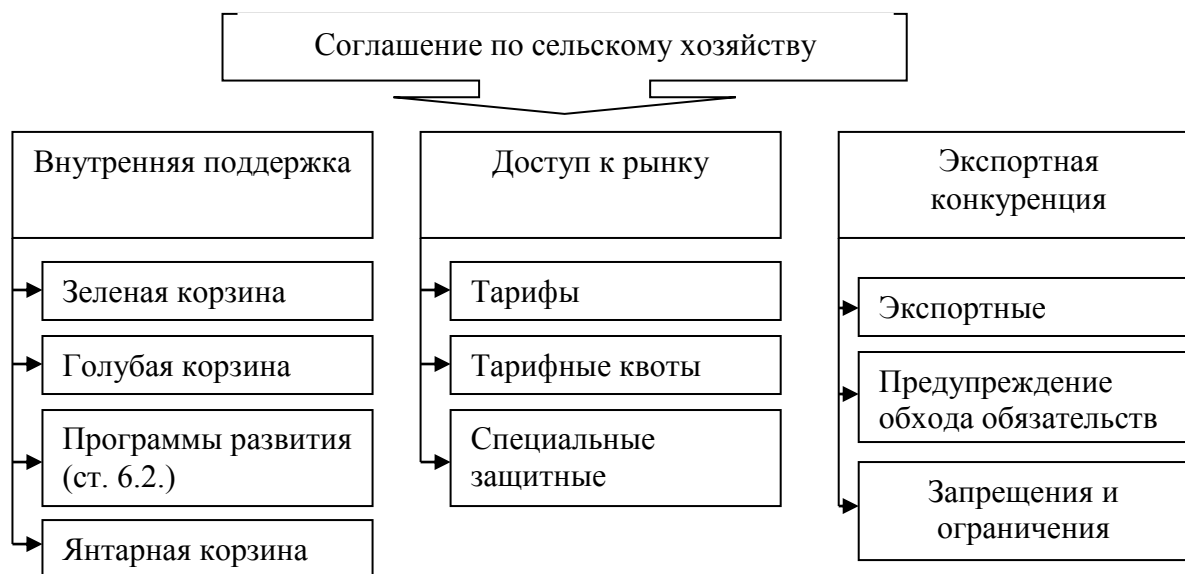 Соглашение по сельскому хозяйству
Внутренняя поддержка
Зеленая корзина
Голубая корзина
Программы развития
(ст. 6.2.)
Янтарная корзина
Доступ к рынку
Тарифы
Тарифные квоты
Специальные
защитные
Экспортная
конкуренция
Экспортные
Предупреждение
обхода обязательств
Запрещения и
ограничения